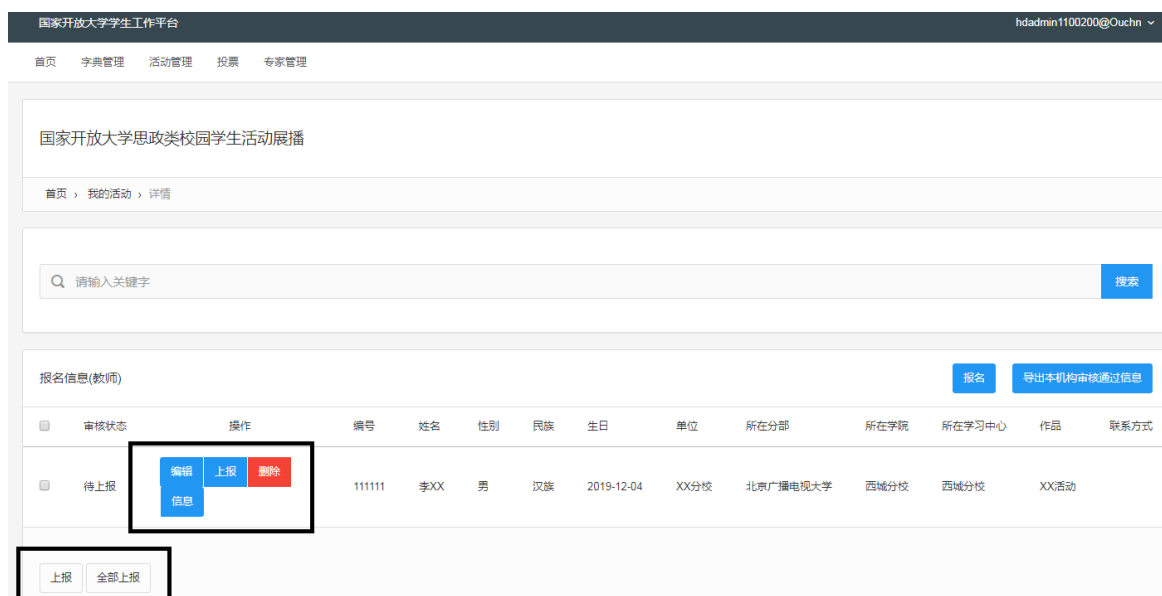 国家开放大学学生工作平台 hdadmin1100200@Ouchn
首页 字典管理 活动管理 投票 专家管理
国家开放大学思政类校园学生活动展播
首页 › 我的活动 › 详情
请输入关键字 搜索
报名信息(教师) 报名 导出本机构审核通过信息
审核状态 操作 编号 姓名 性别 民族 生日 单位 所在分部 所在学院 所在学习中心 作品 联系方式
待上报 编辑 上报 删除 111111 李XX 男 汉族 2019-12-04 XX分校 北京广播电视大学 西城分校 西城分校 XX活动
信息
上报 全部上报